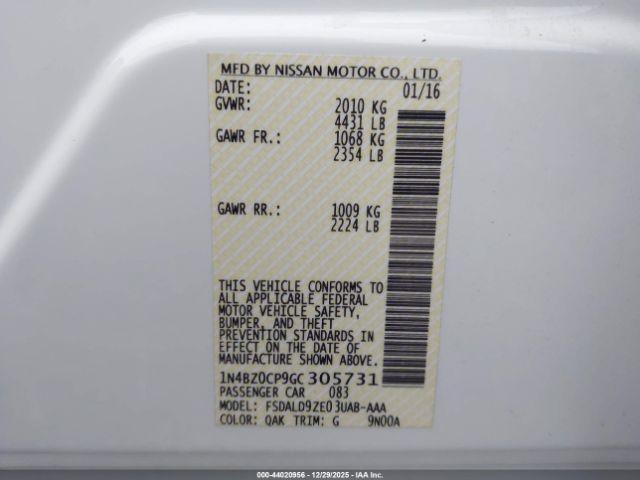 MFD BY NISSAN MOTOR CO., LTD.
DATE: 01/16
GVWR: 2010 KG
4431 LB
GAWR FR.: 1068 KG
2354 LB
GAWR RR.: 1009 KG
2224 LB
THIS VEHICLE CONFORMS TO
ALL APPLICABLE FEDERAL
MOTOR VEHICLE SAFETY,
BUMPER, AND THEFT
PREVENTION STANDARDS IN
EFFECT ON THE DATE OF
MANUFACTURE SHOWN ABOVE.
1N4BZ0CP9GC305731
PASSENGER CAR 083
MODEL: FSDALD9ZE03UAB-AAA
COLOR: QAK TRIM: G 9N00A
000-44020956 - 12/29/2025 - IAAI.COM